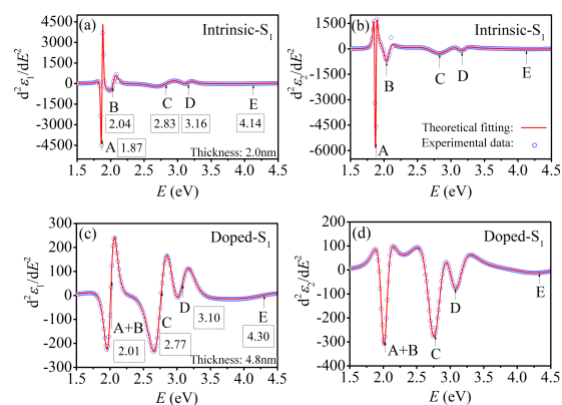 (a)
Intrinsic-S1
d²ε1/dE²
4500
3000
1500
0
-1500
-3000
-4500
B
2.04
A
1.87
C
2.83
D
3.16
E
4.14
Thickness: 2.0nm
1.5 2.0 2.5 3.0 3.5 4.0 4.5
E (eV)
(b)
Intrinsic-S1
d²ε2/dE²
1500
0
-1500
-3000
-4500
-6000
B
C
D
E
A
Theoretical fitting:
Experimental data:
1.5 2.0 2.5 3.0 3.5 4.0 4.5
E (eV)
(c)
Doped-S1
d²ε1/dE²
300
200
100
0
-100
-200
-300
A+B
2.01
C
2.77
D
3.10
E
4.30
Thickness: 4.8nm
1.5 2.0 2.5 3.0 3.5 4.0 4.5
E (eV)
(d)
Doped-S1
d²ε2/dE²
200
100
0
-100
-200
-300
-400
A+B
C
D
E
1.5 2.0 2.5 3.0 3.5 4.0 4.5
E (eV)